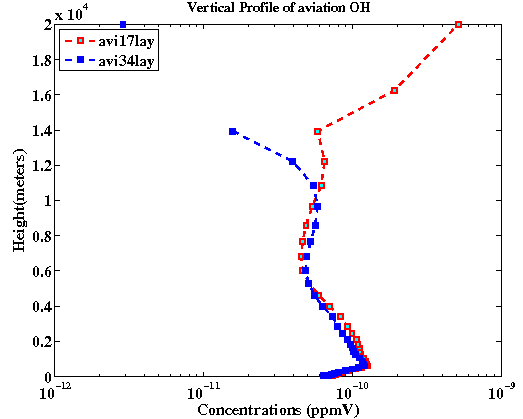 Vertical Profile of aviation OH
x 10⁴
2
1.8
1.6
1.4
1.2
1
0.8
0.6
0.4
0.2
0
avi17lay
avi34lay
Height(meters)
10⁻¹² 10⁻¹¹ 10⁻¹⁰ 10⁻⁹
Concentrations (ppmV)